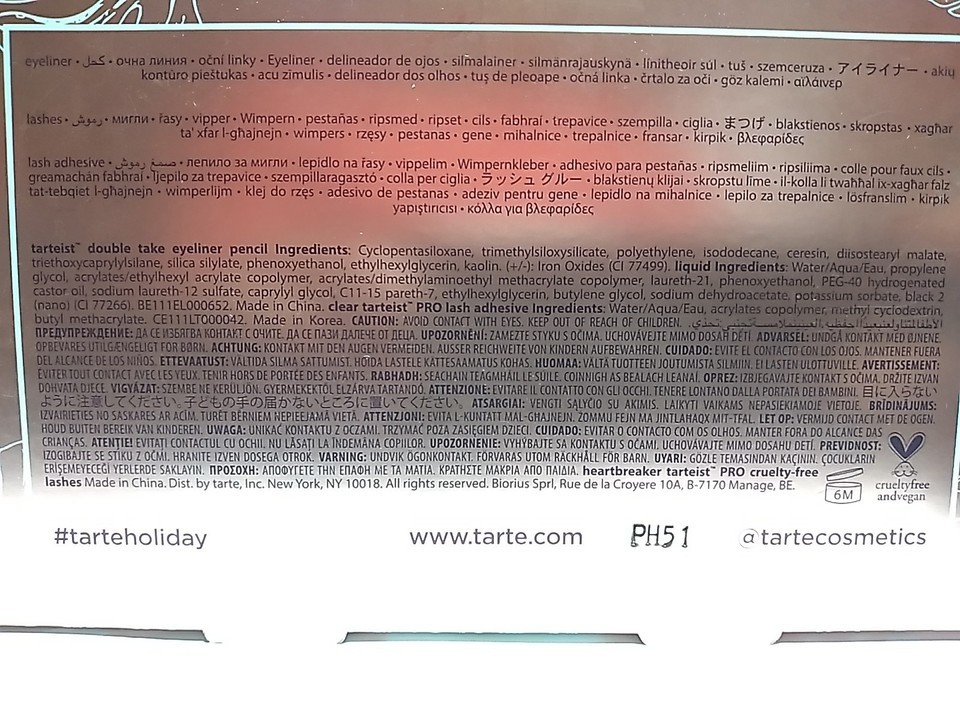 eyeliner • كحل • очна линия • oční linky • Eyeliner • delineador de ojos • silmalainer • silmänrajauskynä • línitheoir súl • tuš • szemceruza • アイライナー • akių
kontūro pieštukas • acu zīmulis • delineador dos olhos • tuș de pleoape • očná linka • črtalo za oči • göz kalemi • αϊλάινερ
lashes • رموش • мигли • řasy • vipper • Wimpern • pestañas • ripsmed • ripset • cils • fabhraí • trepavice • szempilla • ciglia • まつげ • blakstienos • skropstas • xagħar
ta' xfar l-għajnejn • wimpers • rzęsy • pestanas • gene • mihalnice • trepalnice • fransar • kirpik • βλεφαρίδες
lash adhesive • صمغ رموش • лепило за мигли • lepidlo na řasy • vippelim • Wimpernkleber • adhesivo para pestañas • ripsmeliim • ripsiliima • colle pour faux cils •
greamachán fabhraí • ljepilo za trepavice • szempillaragasztó • colla per ciglia • ラッシュ グルー • blakstienų klijai • skropstu līme • il-kolla li twaħħal ix-xagħar falz
tat-tebqiet l-għajnejn • wimperlijm • klej do rzęs • adesivo de pestanas • adeziv pentru gene • lepidlo na mihalnice • lepilo za trepalnice • lösfranslim • kirpik
yapıştırıcısı • κόλλα για βλεφαρίδες
tarteist™ double take eyeliner pencil Ingredients: Cyclopentasiloxane, trimethylsiloxysilicate, polyethylene, isododecane, ceresin, diisostearyl malate,
triethoxycaprylylsilane, silica silylate, phenoxyethanol, ethylhexylglycerin, kaolin. (+/-): Iron Oxides (CI 77499). liquid Ingredients: Water/Aqua/Eau, propylene
glycol, acrylates/ethylhexyl acrylate copolymer, acrylates/dimethylaminoethyl methacrylate copolymer, laureth-21, phenoxyethanol, PEG-40 hydrogenated
castor oil, sodium laureth-12 sulfate, caprylyl glycol, C11-15 pareth-7, ethylhexylglycerin, butylene glycol, sodium dehydroacetate, potassium sorbate, black 2
(nano) (CI 77266). BE111EL000652. Made in China. clear tarteist™ PRO lash adhesive Ingredients: Water/Aqua/Eau, acrylates copolymer, methyl cyclodextrin,
butyl methacrylate. CE111LT000042. Made in Korea. CAUTION: AVOID CONTACT WITH EYES. KEEP OUT OF REACH OF CHILDREN.
ПРЕДУПРЕЖДЕНИЕ: ДА СЕ ИЗБЯГВА КОНТАКТ С ОЧИТЕ. ДА СЕ ПАЗИ ДАЛЕЧЕ ОТ ДЕЦА. UPOZORNĚNÍ: ZAMEZTE STYKU S OČIMA. UCHOVÁVEJTE MIMO DOSAH DĚTÍ. ADVARSEL: UNDGÅ KONTAKT MED ØJNENE.
OPBEVARES UTILGÆNGELIGT FOR BØRN. ACHTUNG: KONTAKT MIT DEN AUGEN VERMEIDEN. AUSSER REICHWEITE VON KINDERN AUFBEWAHREN. CUIDADO: EVITE EL CONTACTO CON LOS OJOS. MANTENER FUERA
DEL ALCANCE DE LOS NIÑOS. ETTEVAATUST: VÄLTIDA SILMA SATTUMIST. HOIDA LASTELE KÄTTESAAMATUS KOHAS. HUOMAA: VÄLTÄ TUOTTEEN JOUTUMISTA SILMIIN. EI LASTEN ULOTTUVILLE. AVERTISSEMENT:
ÉVITER TOUT CONTACT AVEC LES YEUX. TENIR HORS DE PORTÉE DES ENFANTS. RABHADH: SEACHAIN TEAGMHÁIL LE SÚILE. COINNIGH AS BEALACH LEANAÍ. OPREZ: IZBJEGAVAJTE KONTAKT S OČIMA. DRŽITE IZVAN
DOHVATA DJECE. VIGYÁZAT: SZEMBE NE KERÜLJÖN. GYERMEKEKTŐL ELZÁRVA TARTANDÓ. ATTENZIONE: EVITARE IL CONTATTO CON GLI OCCHI. TENERE LONTANO DALLA PORTATA DEI BAMBINI. 目に入らない
ように注意してください。子どもの手の届かないところに置いてください。 ATSARGIAI: VENGTI SĄLYČIO SU AKIMIS. LAIKYTI VAIKAMS NEPASIEKIAMOJE VIETOJE. BRĪDINĀJUMS:
IZVAIRIETIES NO SASKARES AR ACĪM. TURĒT BĒRNIEM NEPIEEJAMĀ VIETĀ. ATTENZJONI: EVITA L-KUNTATT MAL-GĦAJNEJN. ŻOMMU FEJN MA JINTLAĦAQX MIT-TFAL. LET OP: VERMIJD CONTACT MET DE OGEN.
HOUD BUITEN BEREIK VAN KINDEREN. UWAGA: UNIKAĆ KONTAKTU Z OCZAMI. TRZYMAĆ POZA ZASIĘGIEM DZIECI. CUIDADO: EVITAR O CONTACTO COM OS OLHOS. MANTER FORA DO ALCANCE DAS
CRIANÇAS. ATENȚIE! EVITAȚI CONTACTUL CU OCHII. NU LĂSAȚI LA ÎNDEMÂNA COPIILOR. UPOZORNENIE: VYHÝBAJTE SA KONTAKTU S OČAMI. UCHOVÁVAJTE MIMO DOSAHU DETÍ. PREVIDNOST:
IZOGIBAJTE SE STIKU Z OČMI. HRANITE IZVEN DOSEGA OTROK. VARNING: UNDVIK ÖGONKONTAKT. FÖRVARAS UTOM RÄCKHÅLL FÖR BARN. UYARI: GÖZLE TEMASINDAN KAÇININ. ÇOCUKLARIN
ERİŞEMEYECEĞİ YERLERDE SAKLAYIN. ΠΡΟΣΟΧΗ: ΑΠΟΦΥΓΕΤΕ ΤΗΝ ΕΠΑΦΗ ΜΕ ΤΑ ΜΑΤΙΑ. ΚΡΑΤΗΣΤΕ ΜΑΚΡΙΑ ΑΠΟ ΠΑΙΔΙΑ. heartbreaker tarteist™ PRO cruelty-free
lashes Made in China. Dist. by tarte, Inc. New York, NY 10018. All rights reserved. Biorius Sprl, Rue de la Croyere 10A, B-7170 Manage, BE.
6M
crueltyfree
andvegan
#tarteholiday www.tarte.com PH51 @tartecosmetics